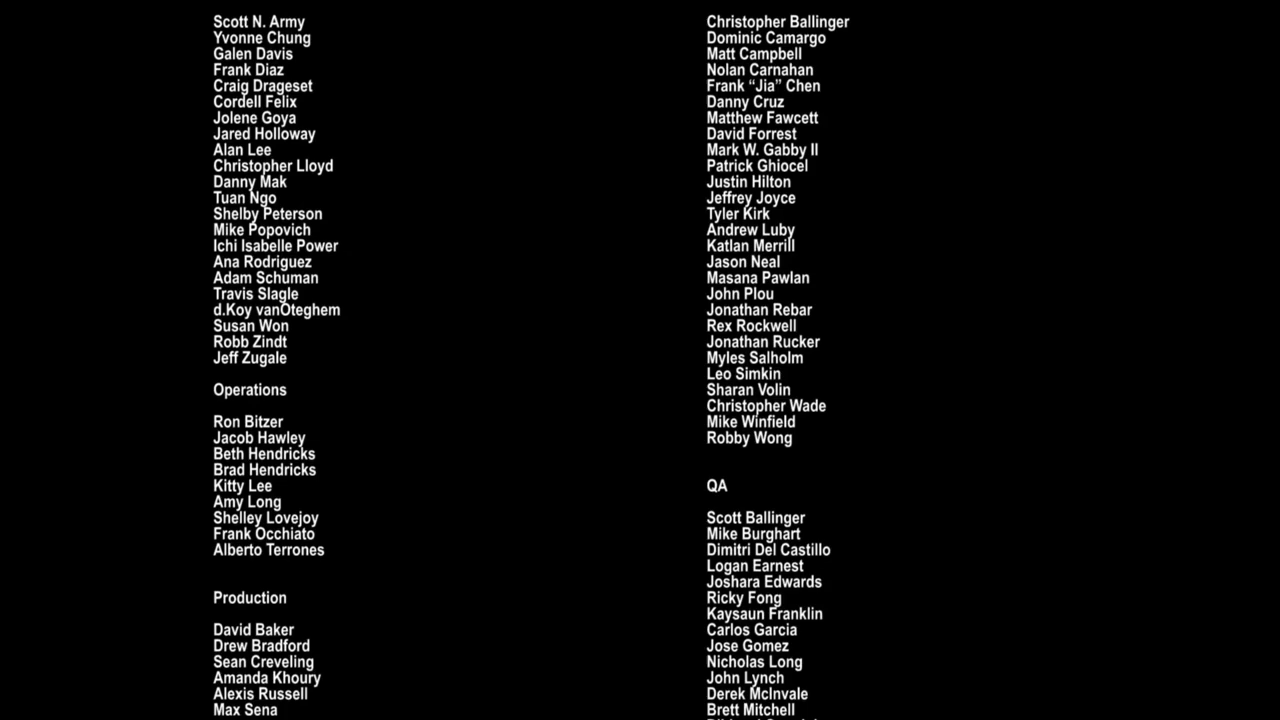 Scott N. Army
Yvonne Chung
Galen Davis
Frank Diaz
Craig Drageset
Cordell Felix
Jolene Goya
Jared Holloway
Alan Lee
Christopher Lloyd
Danny Mak
Tuan Ngo
Shelby Peterson
Mike Popovich
Ichi Isabelle Power
Ana Rodriguez
Adam Schuman
Travis Slagle
d.Koy vanOteghem
Susan Won
Robb Zindt
Jeff Zugale
Operations
Ron Bitzer
Jacob Hawley
Beth Hendricks
Brad Hendricks
Kitty Lee
Amy Long
Shelley Lovejoy
Frank Occhiato
Alberto Terrones
Production
David Baker
Drew Bradford
Sean Creveling
Amanda Khoury
Alexis Russell
Max Sena
Christopher Ballinger
Dominic Camargo
Matt Campbell
Nolan Carnahan
Frank “Jia” Chen
Danny Cruz
Matthew Fawcett
David Forrest
Mark W. Gabby II
Patrick Ghiocel
Justin Hilton
Jeffrey Joyce
Tyler Kirk
Andrew Luby
Katlan Merrill
Jason Neal
Masana Pawlan
John Plou
Jonathan Rebar
Rex Rockwell
Jonathan Rucker
Myles Salholm
Leo Simkin
Sharan Volin
Christopher Wade
Mike Winfield
Robby Wong
QA
Scott Ballinger
Mike Burghart
Dimitri Del Castillo
Logan Earnest
Joshara Edwards
Ricky Fong
Kaysaun Franklin
Carlos Garcia
Jose Gomez
Nicholas Long
John Lynch
Derek McInvale
Brett Mitchell